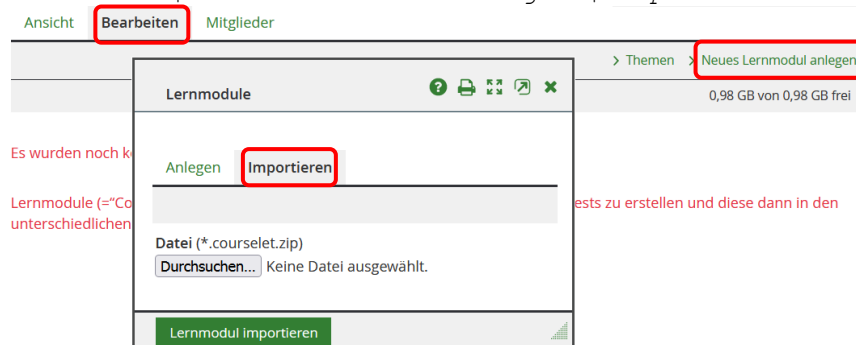 Ansicht Bearbeiten Mitglieder
> Themen > Neues Lernmodul anlegen
Lernmodule
0,98 GB von 0,98 GB frei
Es wurden noch k
Anlegen Importieren
Lernmodule (="Co
ests zu erstellen und diese dann in den
unterschiedlichen
Datei (*.courselet.zip)
Durchsuchen... Keine Datei ausgewählt.
Lernmodul importieren